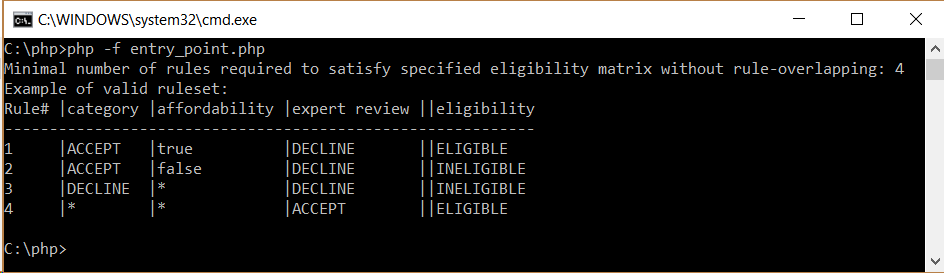 C:\WINDOWS\system32\cmd.exe
C:\php>php -f entry_point.php
Minimal number of rules required to satisfy specified eligibility matrix without rule-overlapping: 4
Example of valid ruleset:
Rule# |category |affordability |expert review ||eligibility
-----------------------------------------------------------
1     |ACCEPT   |true          |DECLINE       ||ELIGIBLE
2     |ACCEPT   |false         |DECLINE       ||INELIGIBLE
3     |DECLINE  |*             |DECLINE       ||INELIGIBLE
4     |*        |*             |ACCEPT        ||ELIGIBLE
C:\php>